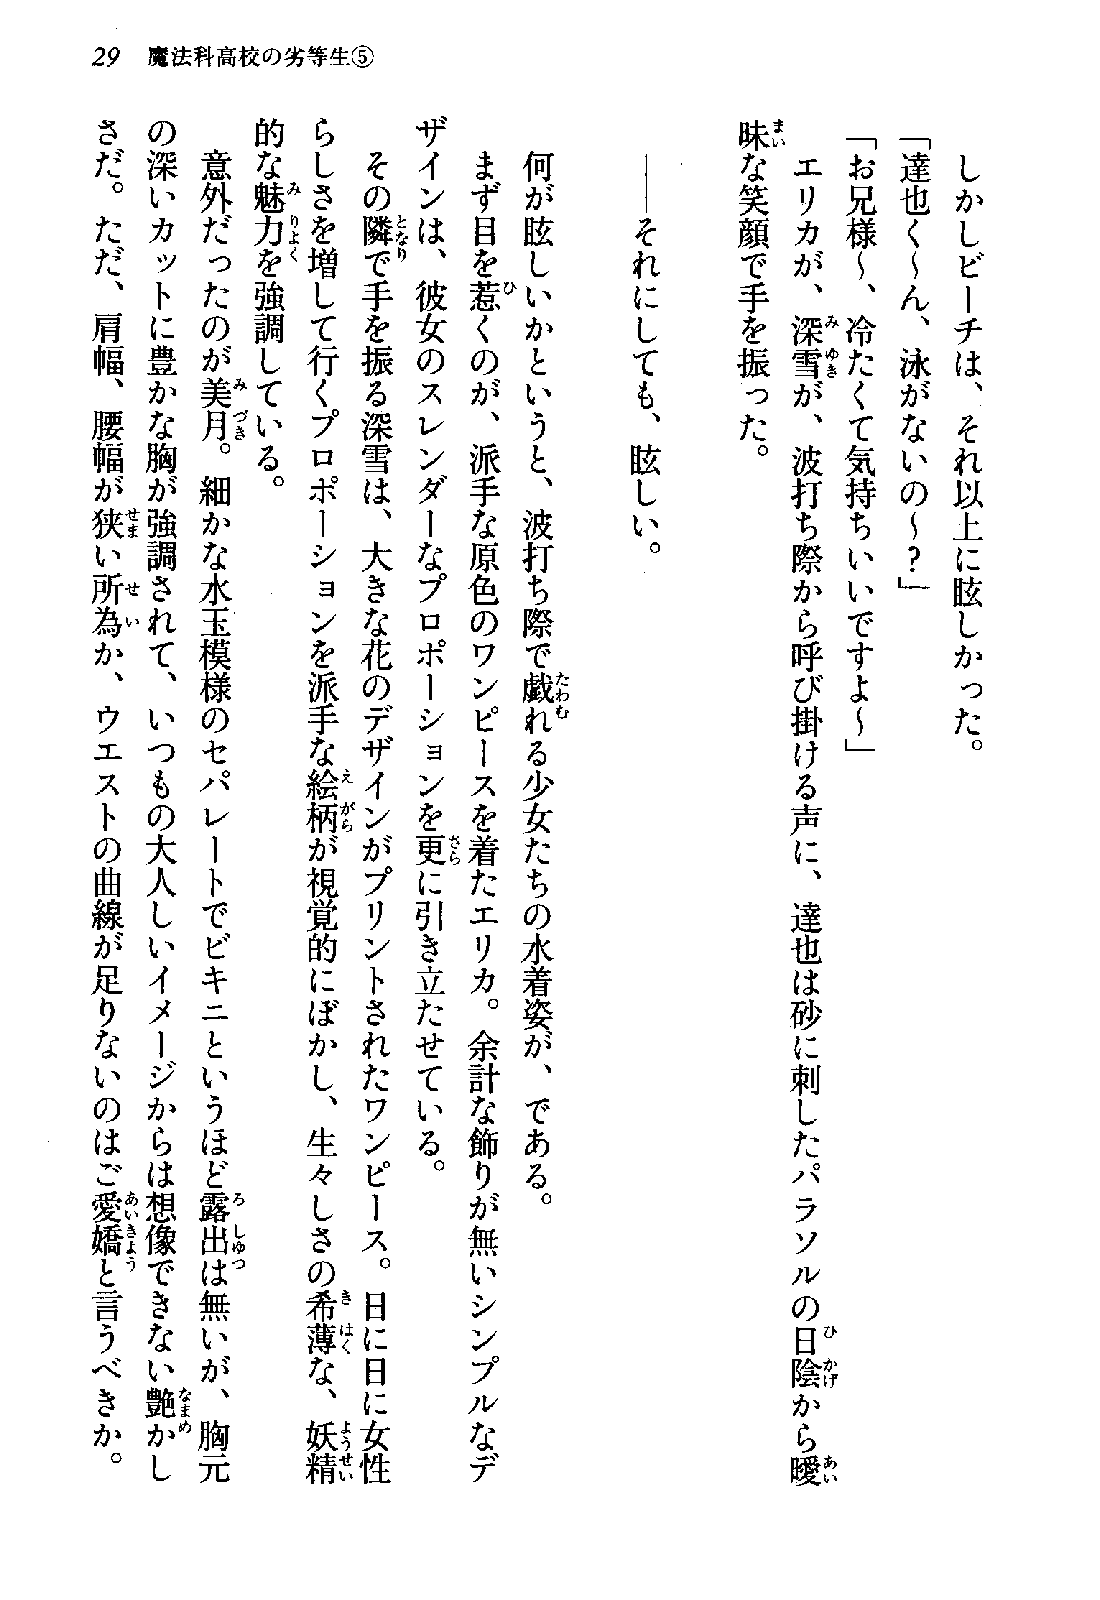 29 魔法科高校の劣等生⑤
しかしビーチは、それ以上に眩しかった。
「達也く～ん、泳がないの～？」
「お兄様～、冷たくて気持ちいいですよ～」
エリカが、深雪が、波打ち際から呼び掛ける声に、達也は砂に刺したパラソルの日陰から曖
昧な笑顔で手を振った。
――それにしても、眩しい。
何が眩しいかというと、波打ち際で戯れる少女たちの水着姿が、である。
まず目を惹くのが、派手な原色のワンピースを着たエリカ。余計な飾りが無いシンプルなデ
ザインは、彼女のスレンダーなプロポーションを更に引き立たせている。
その隣で手を振る深雪は、大きな花のデザインがプリントされたワンピース。日に日に女性
らしさを増して行くプロポーションを派手な絵柄が視覚的にぼかし、生々しさの希薄な、妖精
的な魅力を強調している。
意外だったのが美月。細かな水玉模様のセパレートでビキニというほど露出は無いが、胸元
の深いカットに豊かな胸が強調されて、いつもの大人しいイメージからは想像できない艶かし
さだ。ただ、肩幅、腰幅が狭い所為か、ウエストの曲線が足りないのはご愛嬌と言うべきか。